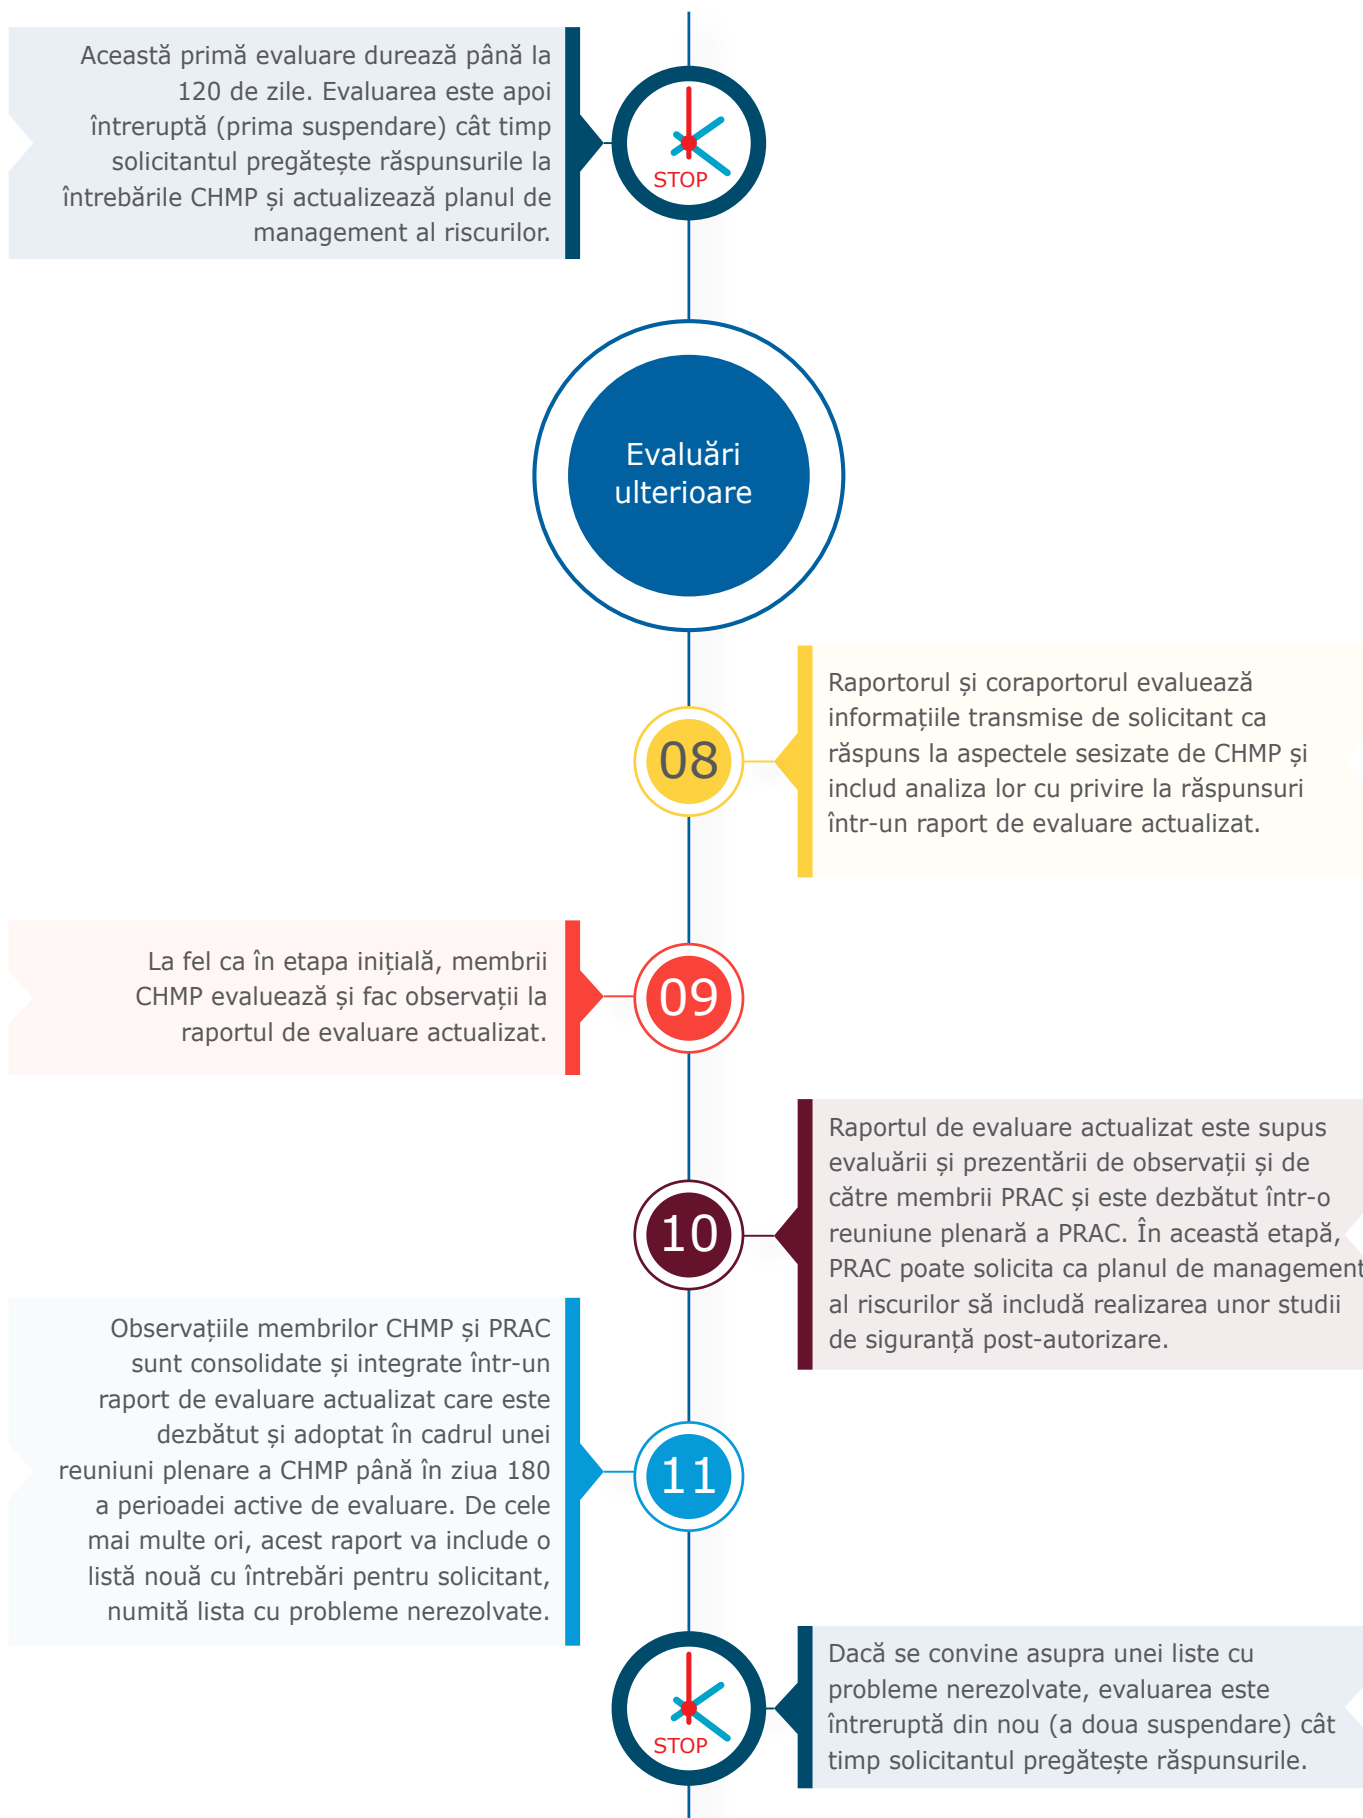 Această primă evaluare durează până la
120 de zile. Evaluarea este apoi
întreruptă (prima suspendare) cât timp
solicitantul pregătește răspunsurile la
întrebările CHMP și actualizează planul de
management al riscurilor.
STOP
Evaluări
ulterioare
08
Raportorul și coraportorul evaluează
informațiile transmise de solicitant ca
răspuns la aspectele sesizate de CHMP și
includ analiza lor cu privire la răspunsuri
într-un raport de evaluare actualizat.
La fel ca în etapa inițială, membrii
CHMP evaluează și fac observații la
raportul de evaluare actualizat.
09
10
Raportul de evaluare actualizat este supus
evaluării și prezentării de observații și de
către membrii PRAC și este dezbătut într-o
reuniune plenară a PRAC. În această etapă,
PRAC poate solicita ca planul de management
al riscurilor să includă realizarea unor studii
de siguranță post-autorizare.
Observațiile membrilor CHMP și PRAC
sunt consolidate și integrate într-un
raport de evaluare actualizat care este
dezbătut și adoptat în cadrul unei
reuniuni plenare a CHMP până în ziua 180
a perioadei active de evaluare. De cele
mai multe ori, acest raport va include o
listă nouă cu întrebări pentru solicitant,
numită lista cu probleme nerezolvate.
11
STOP
Dacă se convine asupra unei liste cu
probleme nerezolvate, evaluarea este
întreruptă din nou (a doua suspendare) cât
timp solicitantul pregătește răspunsurile.